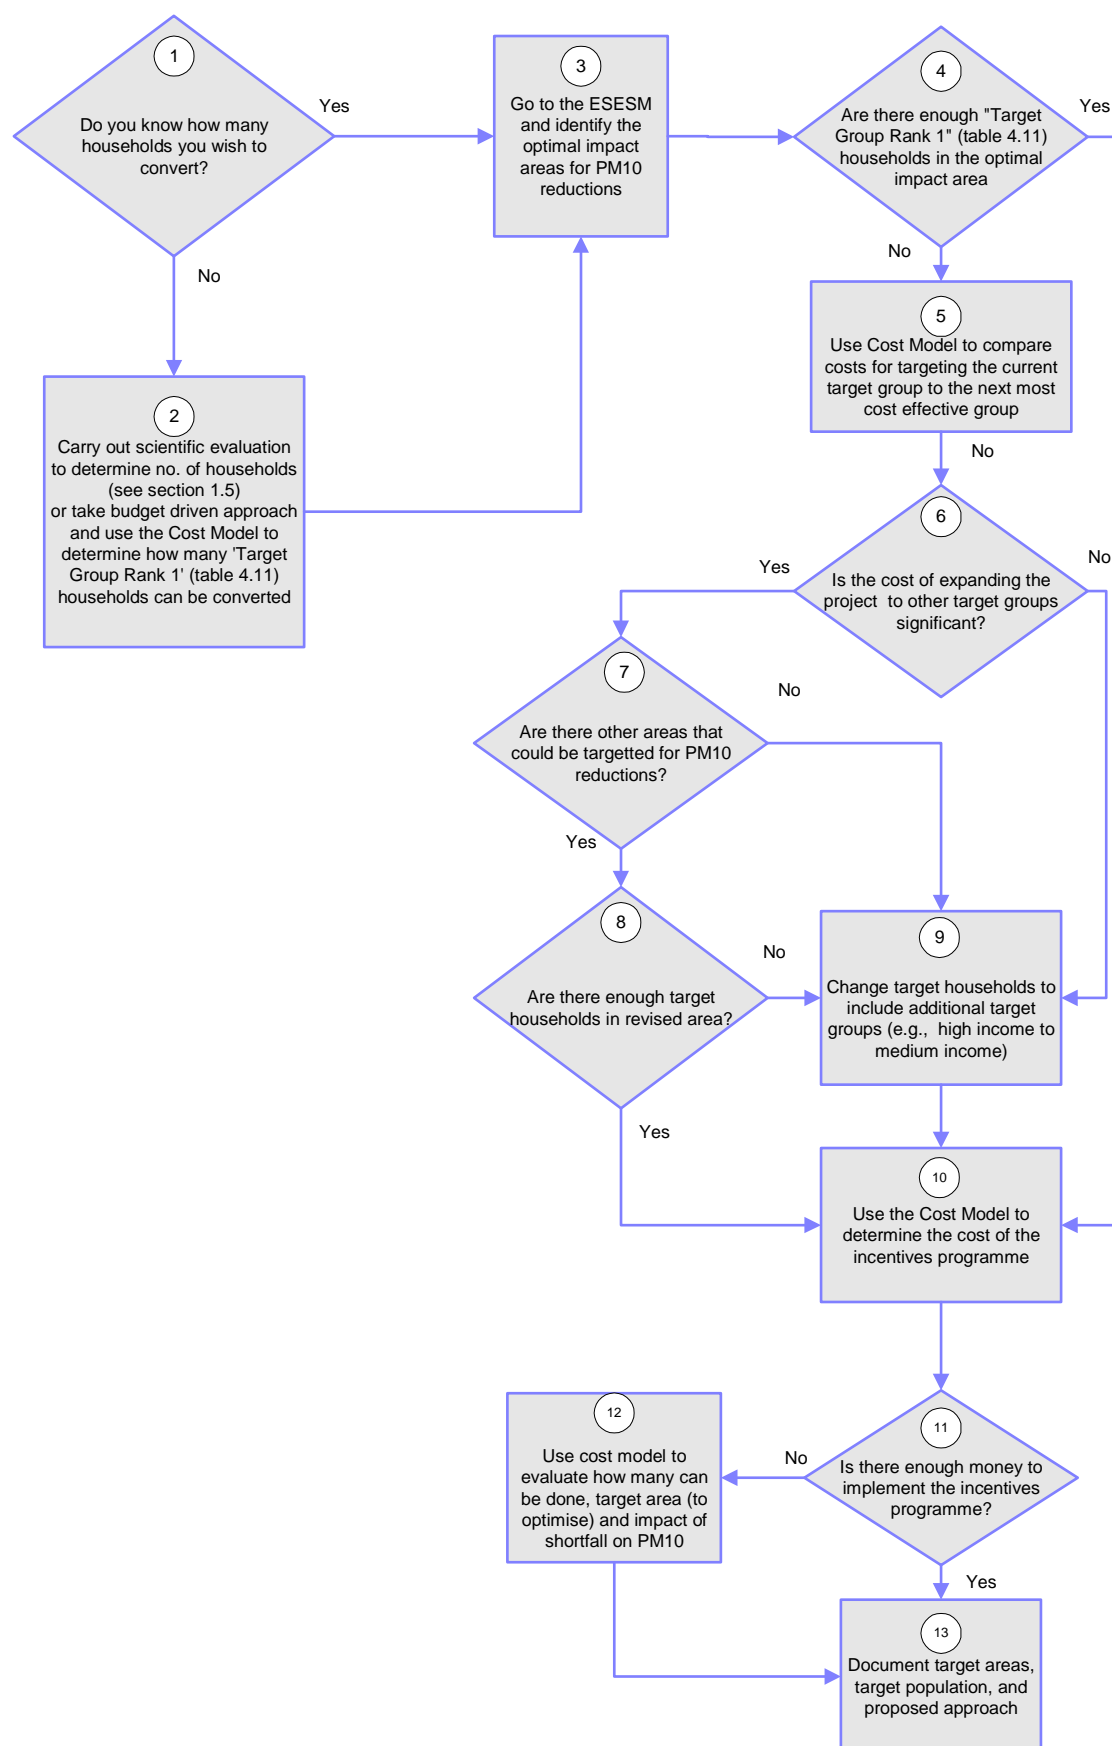 1
Do you know how many
households you wish to
convert?
Yes
No
2
Carry out scientific evaluation
to determine no. of households
(see section 1.5)
or take budget driven approach
and use the Cost Model to
determine how many 'Target
Group Rank 1' (table 4.11)
households can be converted
3
Go to the ESESM
and identify the
optimal impact
areas for PM10
reductions
4
Are there enough "Target
Group Rank 1" (table 4.11)
households in the optimal
impact area
Yes
No
5
Use Cost Model to compare
costs for targeting the current
target group to the next most
cost effective group
No
6
Is the cost of expanding the
project to other target groups
significant?
Yes
No
7
Are there other areas that
could be targetted for PM10
reductions?
No
Yes
8
Are there enough target
households in revised area?
No
Yes
9
Change target households to
include additional target
groups (e.g., high income to
medium income)
10
Use the Cost Model to
determine the cost of the
incentives programme
11
Is there enough money to
implement the incentives
programme?
No
Yes
12
Use cost model to
evaluate how many can
be done, target area (to
optimise) and impact of
shortfall on PM10
13
Document target areas,
target population, and
proposed approach